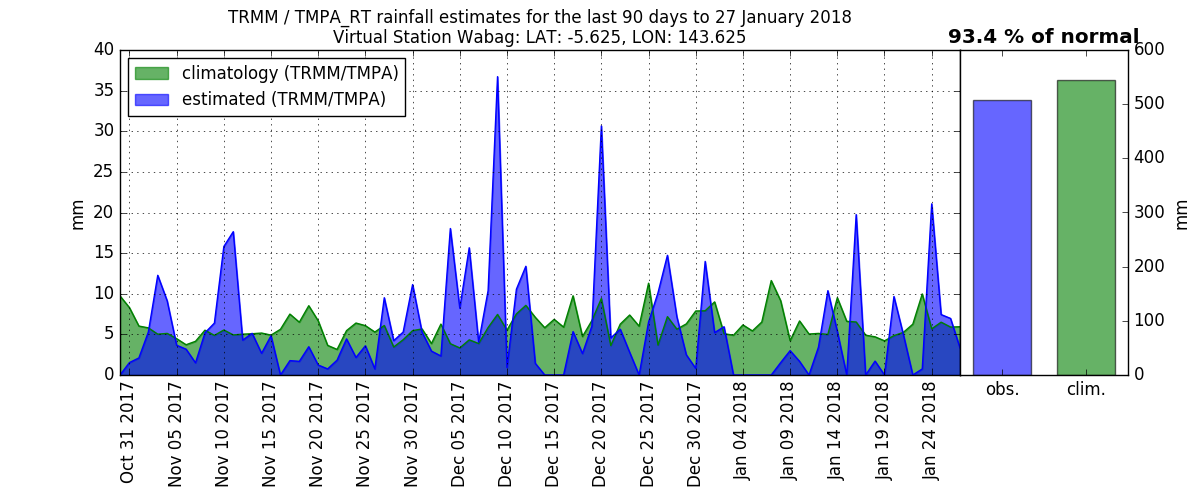 TRMM / TMPA_RT rainfall estimates for the last 90 days to 27 January 2018
Virtual Station Wabag: LAT: -5.625, LON: 143.625
93.4 % of normal
climatology (TRMM/TMPA)
estimated (TRMM/TMPA)
mm
40
35
30
25
20
15
10
5
0
Oct 31 2017
Nov 05 2017
Nov 10 2017
Nov 15 2017
Nov 20 2017
Nov 25 2017
Nov 30 2017
Dec 05 2017
Dec 10 2017
Dec 15 2017
Dec 20 2017
Dec 25 2017
Dec 30 2017
Jan 04 2018
Jan 09 2018
Jan 14 2018
Jan 19 2018
Jan 24 2018
obs.
clim.
600
500
400
300
200
100
0
mm